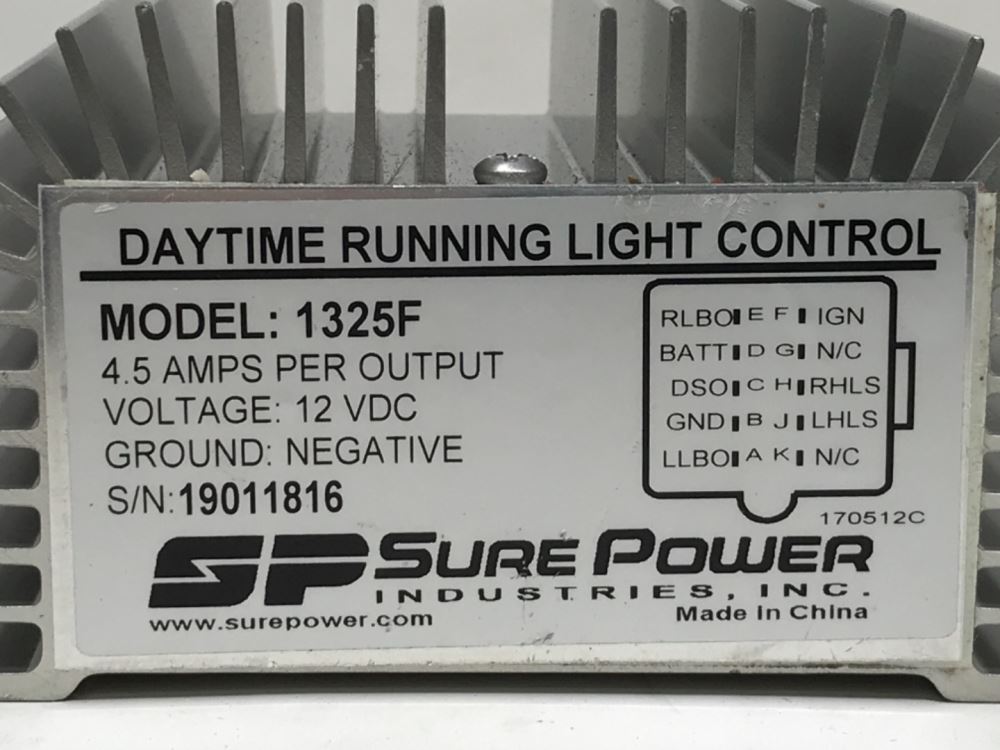 DAYTIME RUNNING LIGHT CONTROL
MODEL: 1325F
4.5 AMPS PER OUTPUT
VOLTAGE: 12 VDC
GROUND: NEGATIVE
S/N:19011816
RLBO E F IGN
BATT D G N/C
DSO C H RHLS
GND B J LHLS
LLBO A K N/C
170512C
SP SURE POWER
INDUSTRIES, INC.
www.surepower.com
Made In China